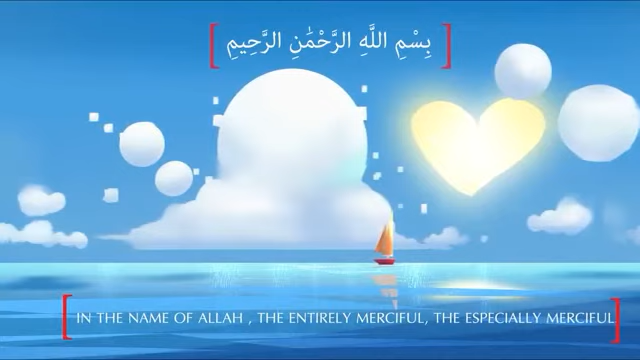 بِسْمِ اللَّهِ الرَّحْمَٰنِ الرَّحِيمِ
IN THE NAME OF ALLAH , THE ENTIRELY MERCIFUL, THE ESPECIALLY MERCIFUL